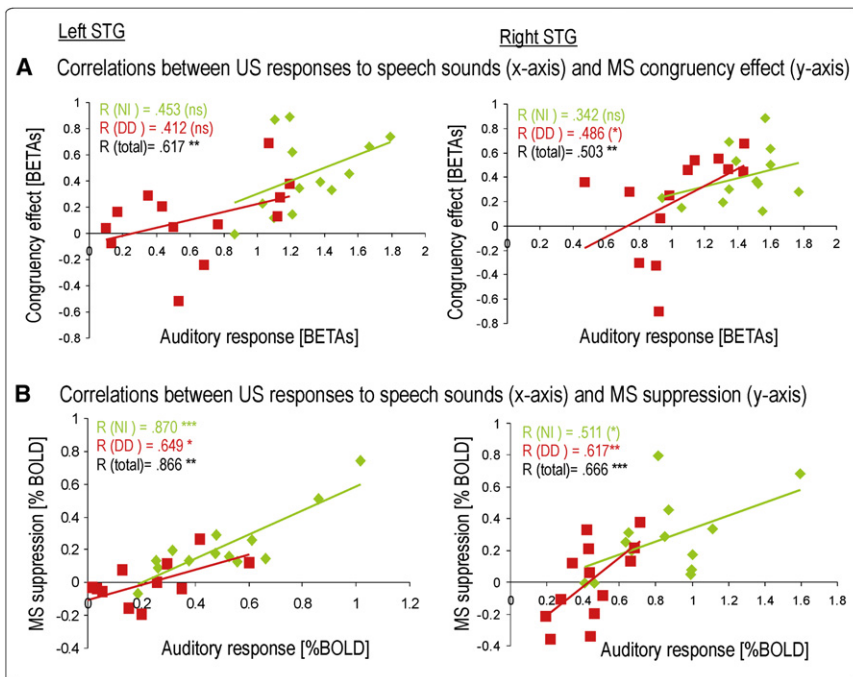 Left STG
Right STG
A Correlations between US responses to speech sounds (x-axis) and MS congruency effect (y-axis)
R (NI ) = .453 (ns)
R (DD ) = .412 (ns)
R (total)= .617 **
Congruency effect [BETAs]
1
0.8
0.6
0.4
0.2
0
-0.2
-0.4
-0.6
-0.8
0 0.2 0.4 0.6 0.8 1 1.2 1.4 1.6 1.8 2
Auditory response [BETAs]
R (NI ) = .342 (ns)
R (DD ) = .486 (*)
R (total)= .503 **
Congruency effect [BETAs]
1
0.8
0.6
0.4
0.2
0
-0.2
-0.4
-0.6
-0.8
0 0.2 0.4 0.6 0.8 1 1.2 1.4 1.6 1.8 2
Auditory response [BETAs]
B Correlations between US responses to speech sounds (x-axis) and MS suppression (y-axis)
R (NI ) = .870 ***
R (DD ) = .649 *
R (total)= .866 **
MS suppression [% BOLD]
1
0.8
0.6
0.4
0.2
0
-0.2
-0.4
0 0.2 0.4 0.6 0.8 1 1.2
Auditory response [%BOLD]
R (NI ) = .511 (*)
R (DD ) = .617**
R (total)= .666 ***
MS suppression [% BOLD]
1
0.8
0.6
0.4
0.2
0
-0.2
-0.4
0 0.2 0.4 0.6 0.8 1 1.2 1.4 1.6 1.8
Auditory response [%BOLD]